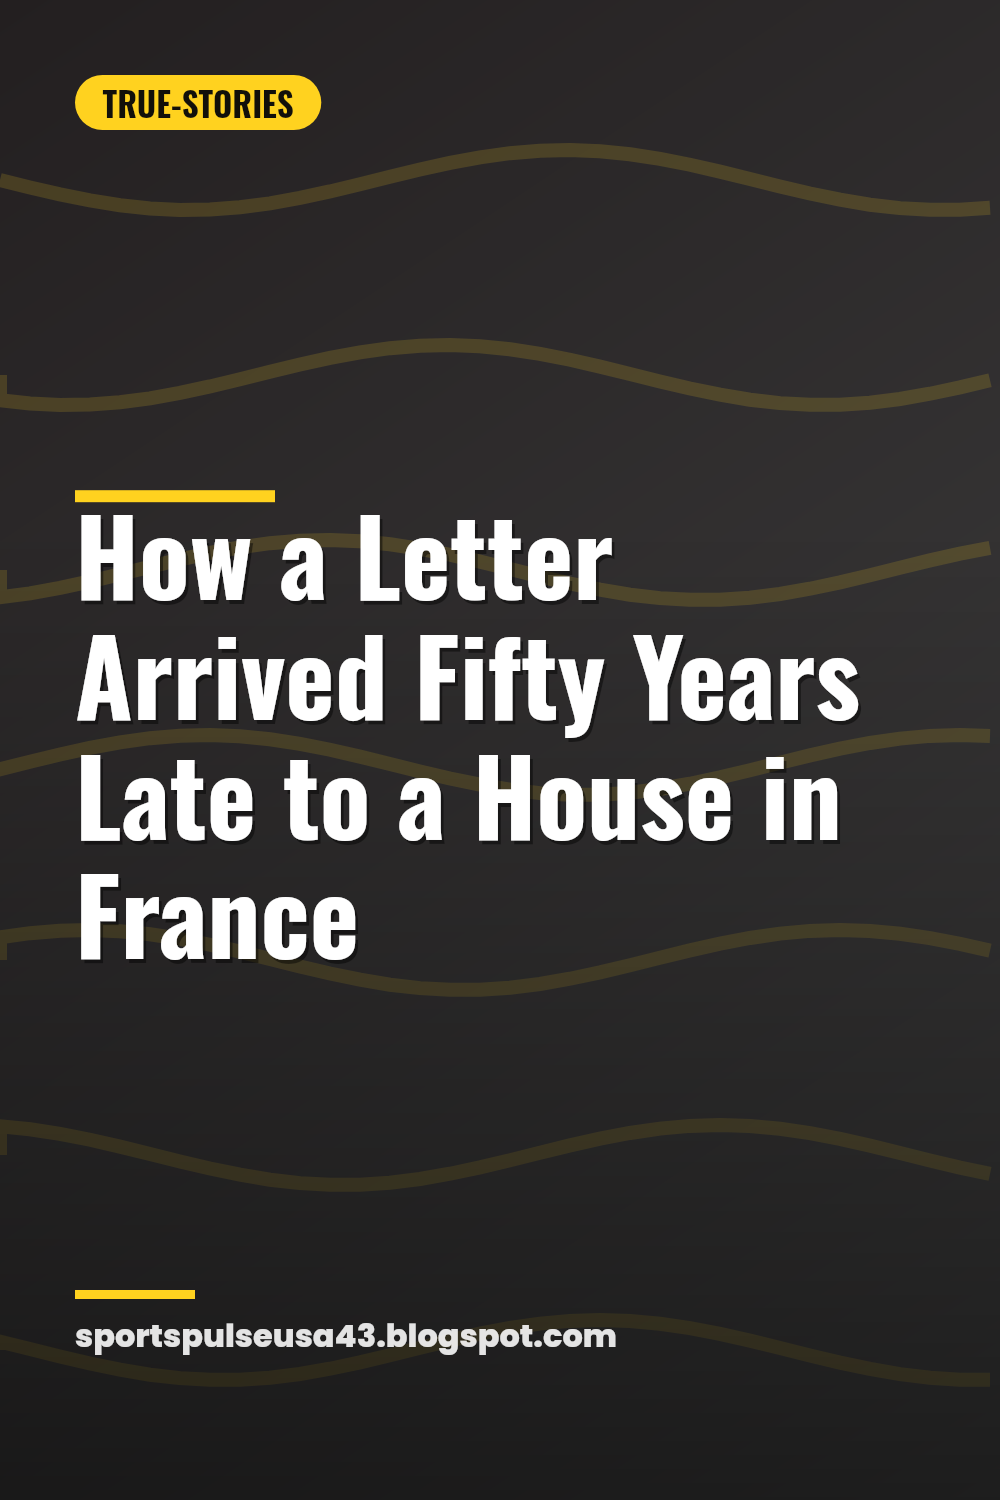 TRUE-STORIES
How a Letter
Arrived Fifty Years
Late to a House in
France
sportspulseusa43.blogspot.com